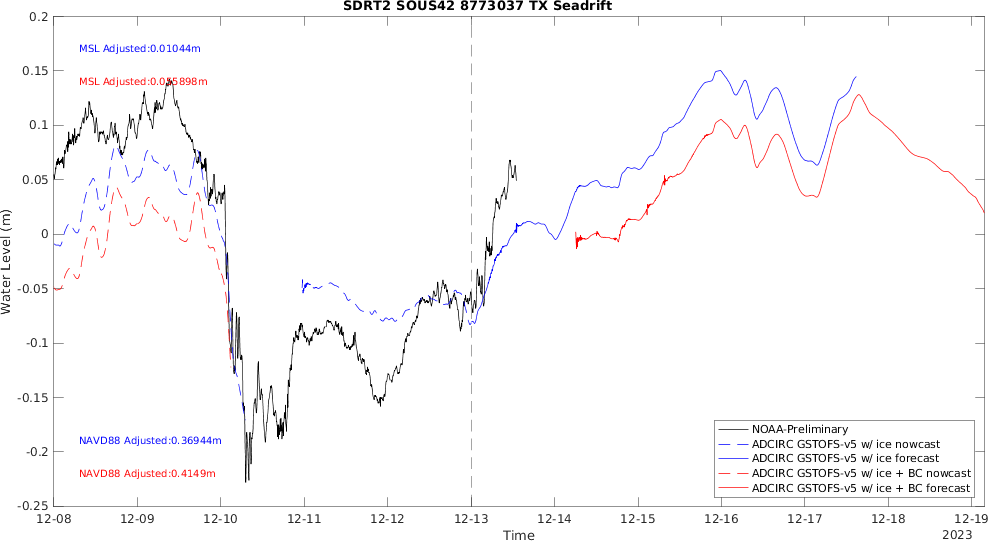 SDRT2 SOUS42 8773037 TX Seadrift
0.2
0.15
0.1
0.05
0
-0.05
-0.1
-0.15
-0.2
-0.25
Water Level (m)
MSL Adjusted:0.01044m
MSL Adjusted:0.055898m
NAVD88 Adjusted:0.36944m
NAVD88 Adjusted:0.4149m
NOAA-Preliminary
ADCIRC GSTOFS-v5 w/ ice nowcast
ADCIRC GSTOFS-v5 w/ ice forecast
ADCIRC GSTOFS-v5 w/ ice + BC nowcast
ADCIRC GSTOFS-v5 w/ ice + BC forecast
12-08 12-09 12-10 12-11 12-12 12-13 12-14 12-15 12-16 12-17 12-18 12-19
Time
2023